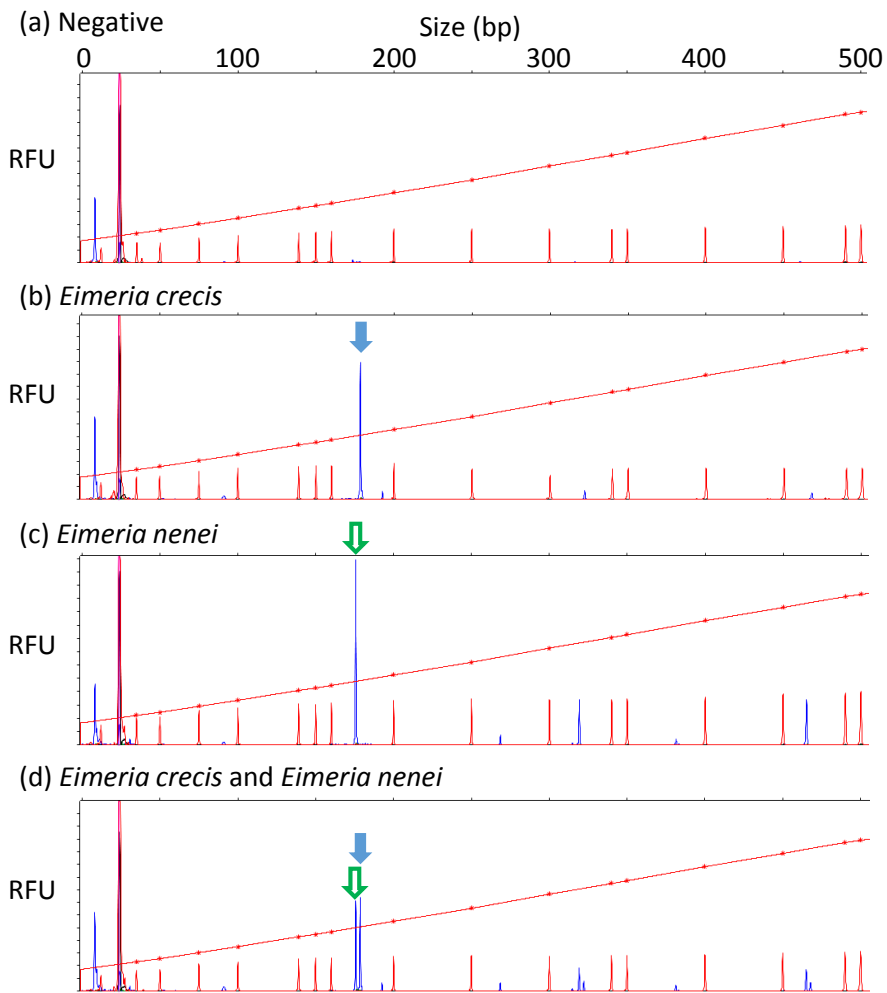 (a) Negative
Size (bp)
0 100 200 300 400 500
RFU
(b) Eimeria crecis
RFU
(c) Eimeria nenei
RFU
(d) Eimeria crecis and Eimeria nenei
RFU